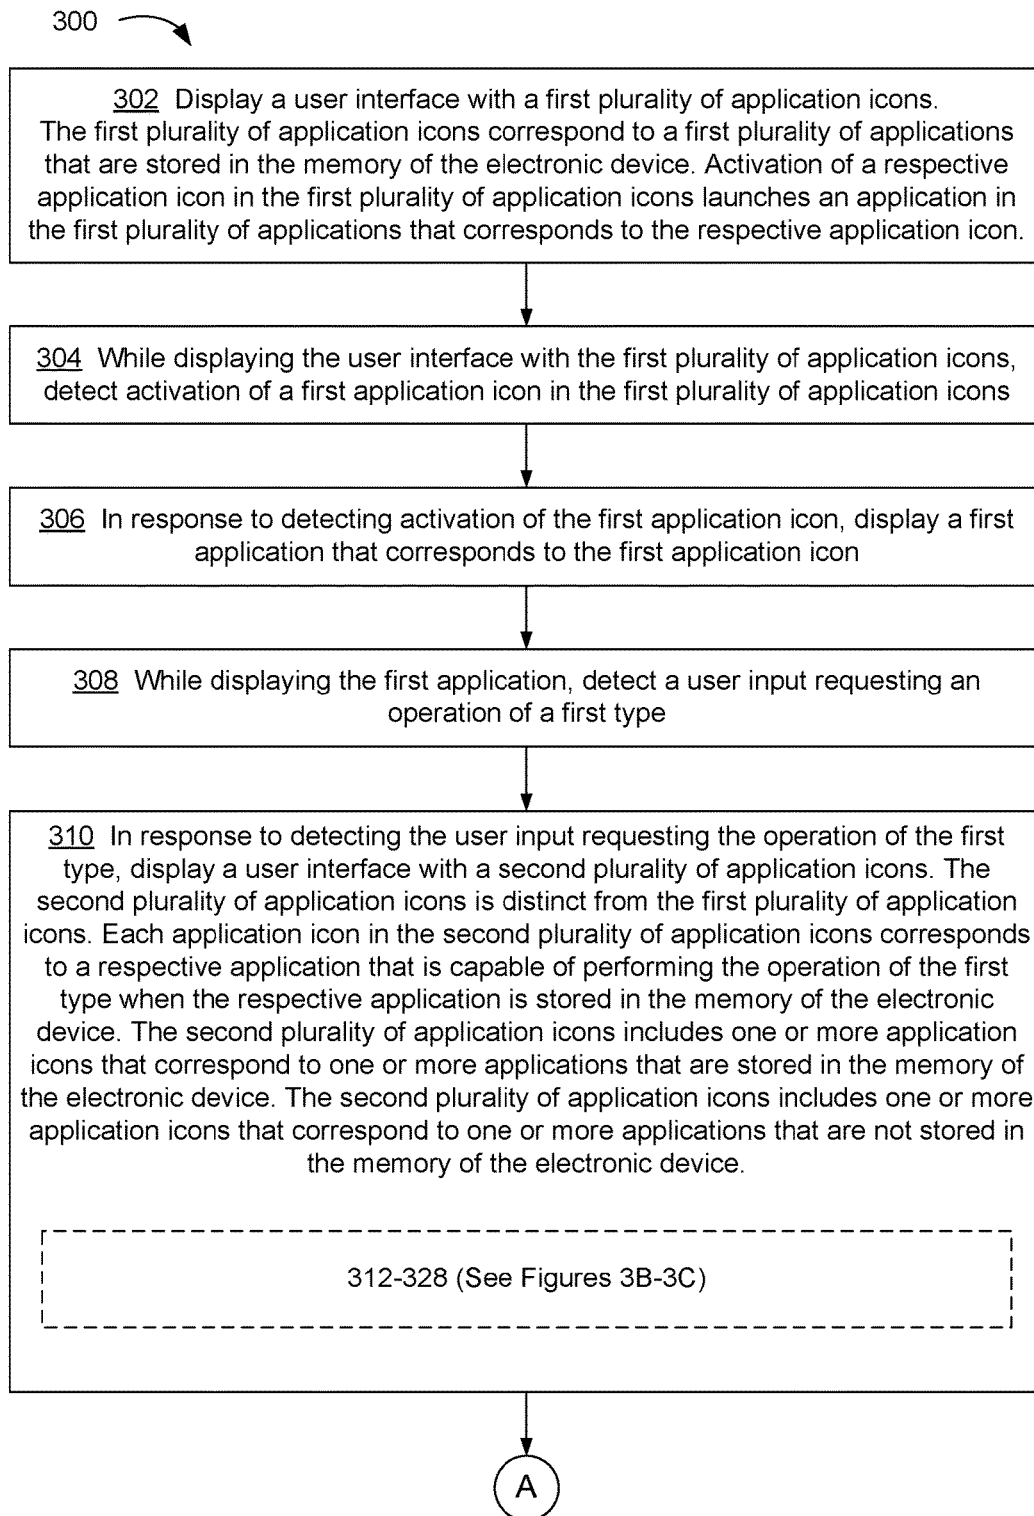 300
302 Display a user interface with a first plurality of application icons.
The first plurality of application icons correspond to a first plurality of applications
that are stored in the memory of the electronic device. Activation of a respective
application icon in the first plurality of application icons launches an application in
the first plurality of applications that corresponds to the respective application icon.
304 While displaying the user interface with the first plurality of application icons,
detect activation of a first application icon in the first plurality of application icons
306 In response to detecting activation of the first application icon, display a first
application that corresponds to the first application icon
308 While displaying the first application, detect a user input requesting an
operation of a first type
310 In response to detecting the user input requesting the operation of the first
type, display a user interface with a second plurality of application icons. The
second plurality of application icons is distinct from the first plurality of application
icons. Each application icon in the second plurality of application icons corresponds
to a respective application that is capable of performing the operation of the first
type when the respective application is stored in the memory of the electronic
device. The second plurality of application icons includes one or more application
icons that correspond to one or more applications that are stored in the memory of
the electronic device. The second plurality of application icons includes one or more
application icons that correspond to one or more applications that are not stored in
the memory of the electronic device.
312-328 (See Figures 3B-3C)
A